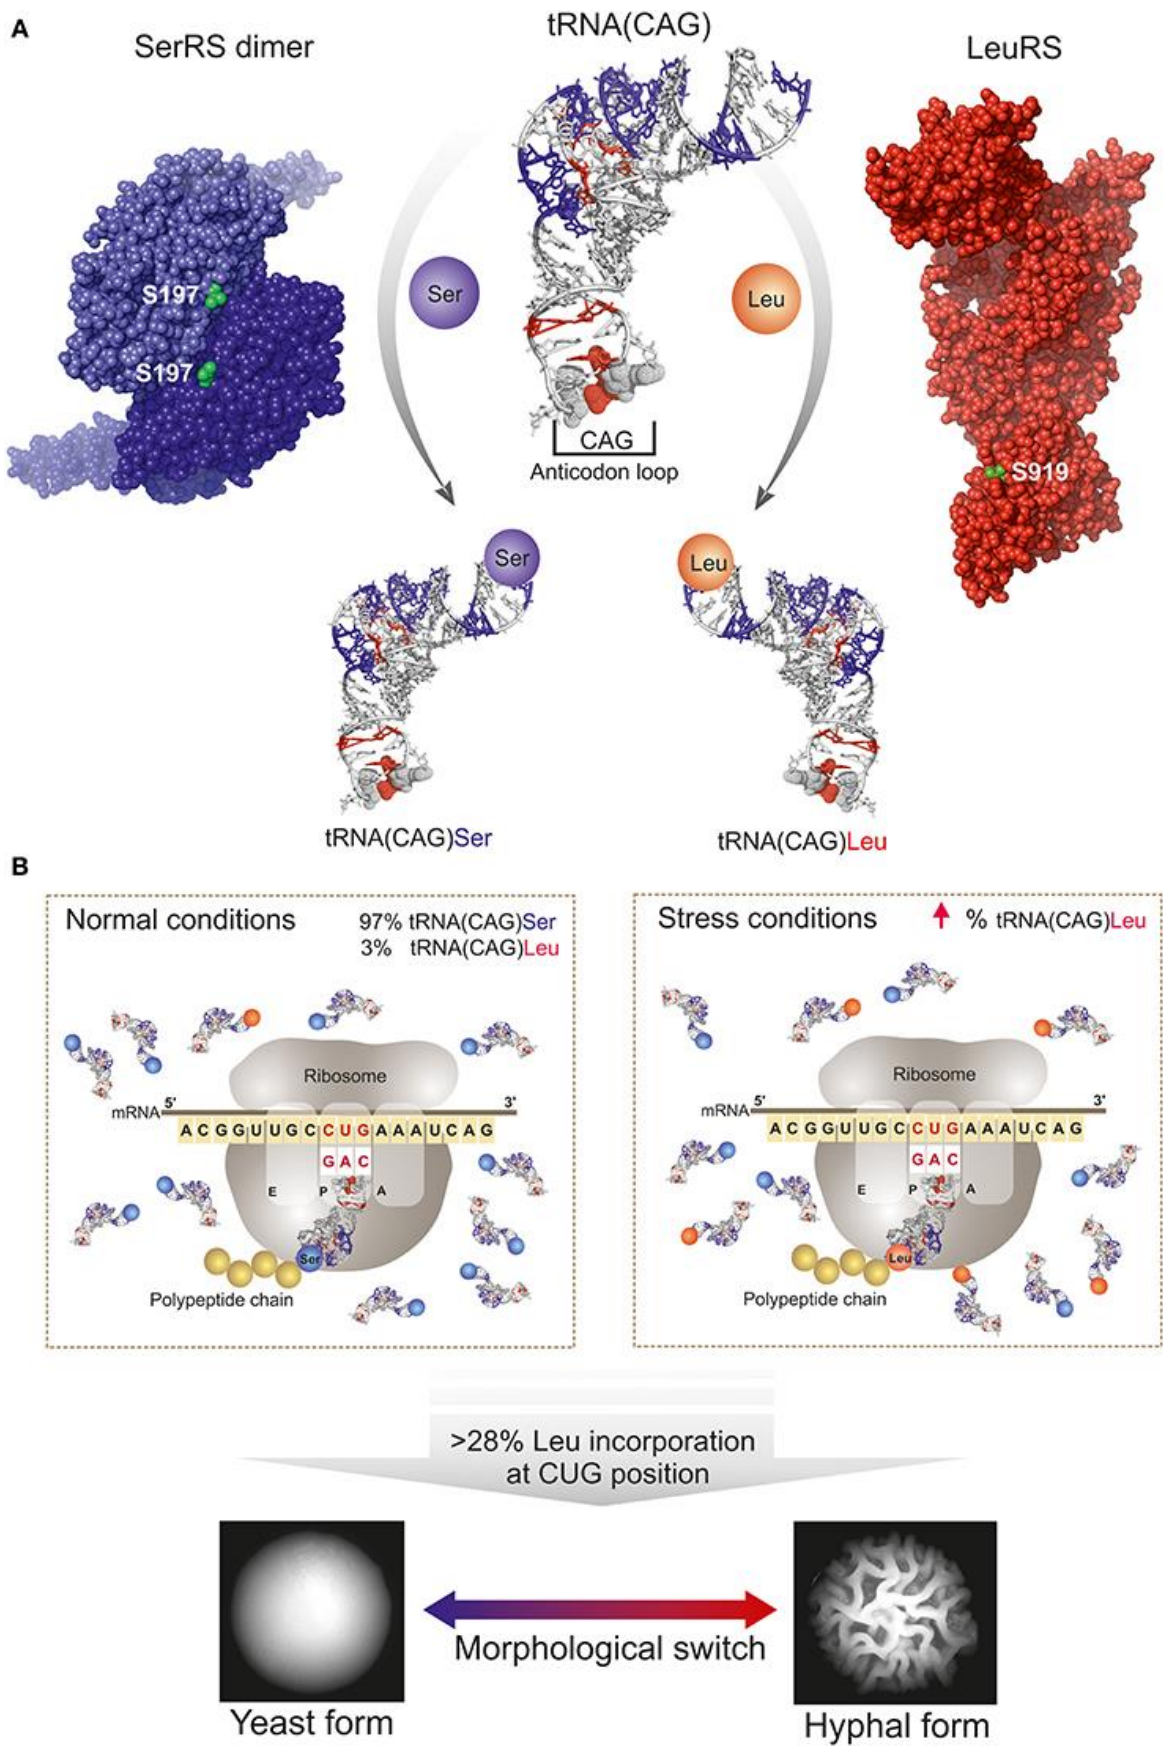 A
SerRS dimer
tRNA(CAG)
LeuRS
S197
S197
Ser
Leu
S919
CAG
Anticodon loop
Ser
Leu
tRNA(CAG)Ser
tRNA(CAG)Leu
B
Normal conditions
97% tRNA(CAG)Ser
3% tRNA(CAG)Leu
Ribosome
mRNA
5'
3'
A C G G U U G C C U G A A A U C A G
G A C
E P A
Ser
Polypeptide chain
Stress conditions
% tRNA(CAG)Leu
Ribosome
mRNA
5'
3'
A C G G U U G C C U G A A A U C A G
G A C
E P A
Leu
Polypeptide chain
>28% Leu incorporation
at CUG position
Morphological switch
Yeast form
Hyphal form